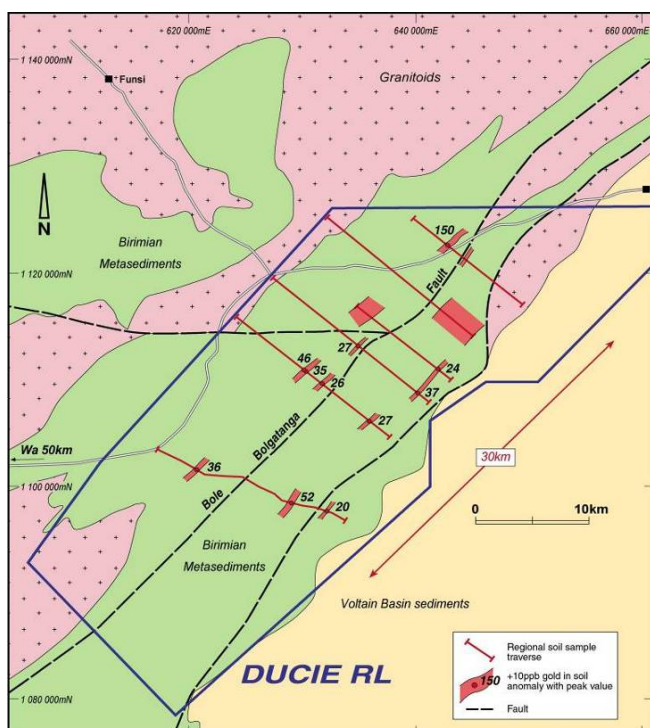 620 000mE
640 000mE
660 000mE
1 140 000mN
Funsi
Granitoids
N
Birimian
Metasediments
150
1 120 000mN
Fault
27
46
35
26
24
37
27
Bolgatanga
Wa 50km
36
30km
1 100 000mN
Bole
52
20
0
10km
Birimian
Metasediments
Voltain Basin sediments
DUCIE RL
Regional soil sample
traverse
150
+10ppb gold in soil
anomaly with peak value
Fault
1 080 000mN